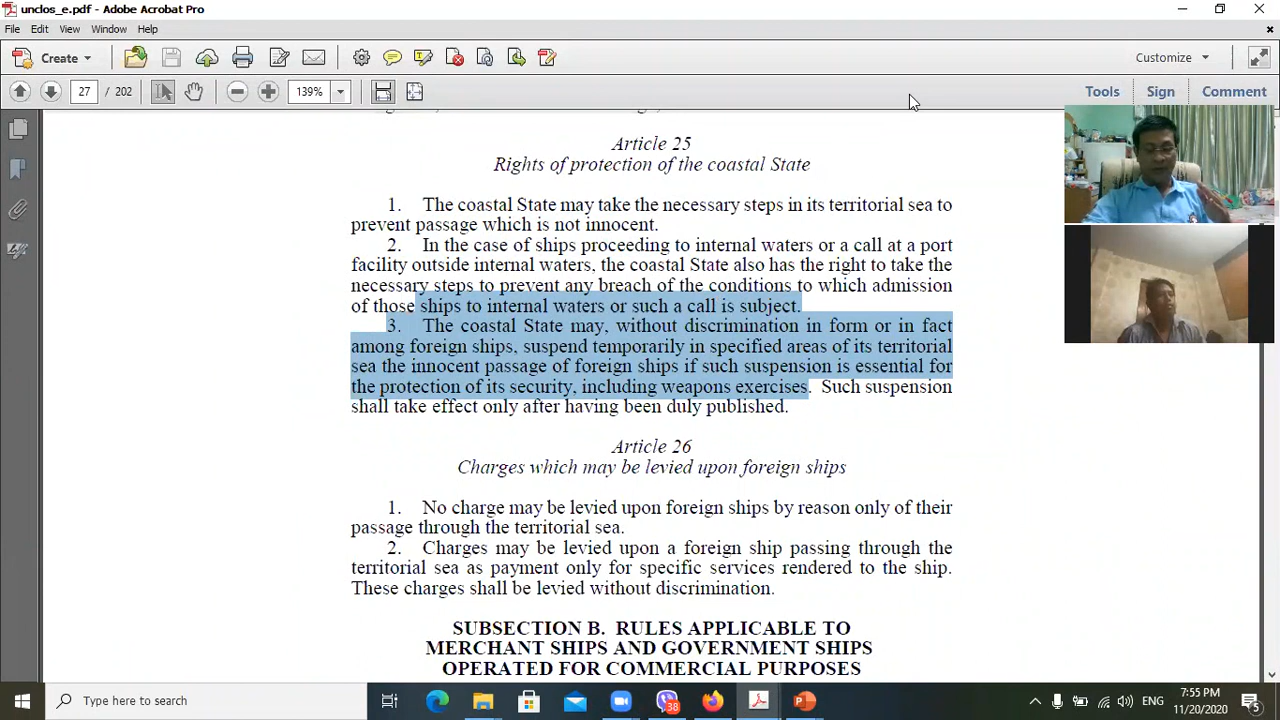 unclos_e.pdf - Adobe Acrobat Pro
File Edit View Window Help
Create
Customize
27 / 202
139%
Tools Sign Comment
Article 25
Rights of protection of the coastal State
1. The coastal State may take the necessary steps in its territorial sea to
prevent passage which is not innocent.
2. In the case of ships proceeding to internal waters or a call at a port
facility outside internal waters, the coastal State also has the right to take the
necessary steps to prevent any breach of the conditions to which admission
of those ships to internal waters or such a call is subject.
3. The coastal State may, without discrimination in form or in fact
among foreign ships, suspend temporarily in specified areas of its territorial
sea the innocent passage of foreign ships if such suspension is essential for
the protection of its security, including weapons exercises. Such suspension
shall take effect only after having been duly published.
Article 26
Charges which may be levied upon foreign ships
1. No charge may be levied upon foreign ships by reason only of their
passage through the territorial sea.
2. Charges may be levied upon a foreign ship passing through the
territorial sea as payment only for specific services rendered to the ship.
These charges shall be levied without discrimination.
SUBSECTION B. RULES APPLICABLE TO
MERCHANT SHIPS AND GOVERNMENT SHIPS
OPERATED FOR COMMERCIAL PURPOSES
Type here to search
38
ENG
7:55 PM
11/20/2020
5